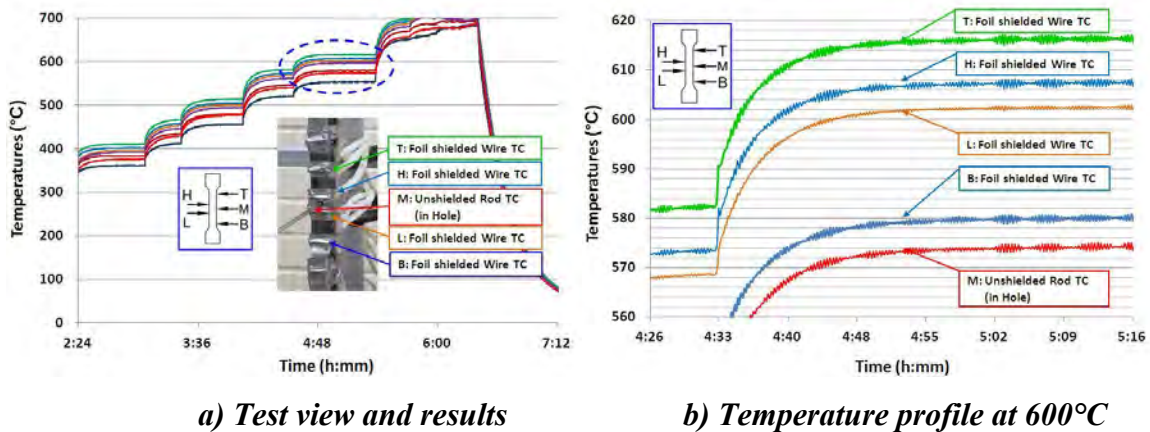 700
600
500
400
300
200
100
0
Temperatures (°C)
2:24
3:36
4:48
6:00
7:12
Time (h:mm)
H
L
T
M
B
T: Foil shielded Wire TC
H: Foil shielded Wire TC
M: Unshielded Rod TC
(in Hole)
L: Foil shielded Wire TC
B: Foil shielded Wire TC
a) Test view and results
620
610
600
590
580
570
560
Temperatures (°C)
4:26
4:33
4:40
4:48
4:55
5:02
5:09
5:16
Time (h:mm)
H
L
T
M
B
T: Foil shielded Wire TC
H: Foil shielded Wire TC
L: Foil shielded Wire TC
B: Foil shielded Wire TC
M: Unshielded Rod TC
(in Hole)
b) Temperature profile at 600°C